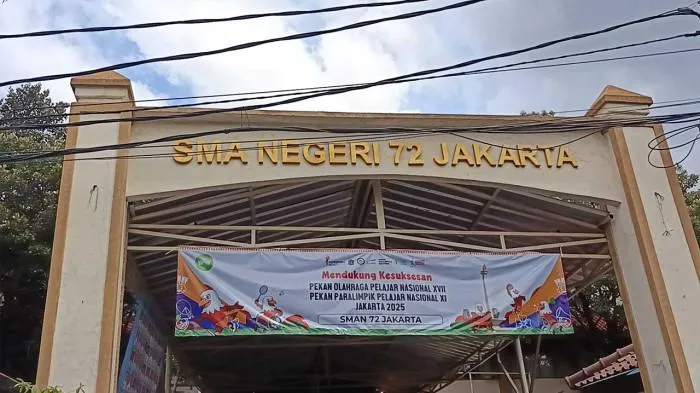 SMA NEGERI 72 JAKARTA
Mendukung Kesuksesan
PEKAN OLAHRAGA PELAJAR NASIONAL XVII
PEKAN PARALIMPIK PELAJAR NASIONAL XI
JAKARTA 2025
SMAN 72 JAKARTA